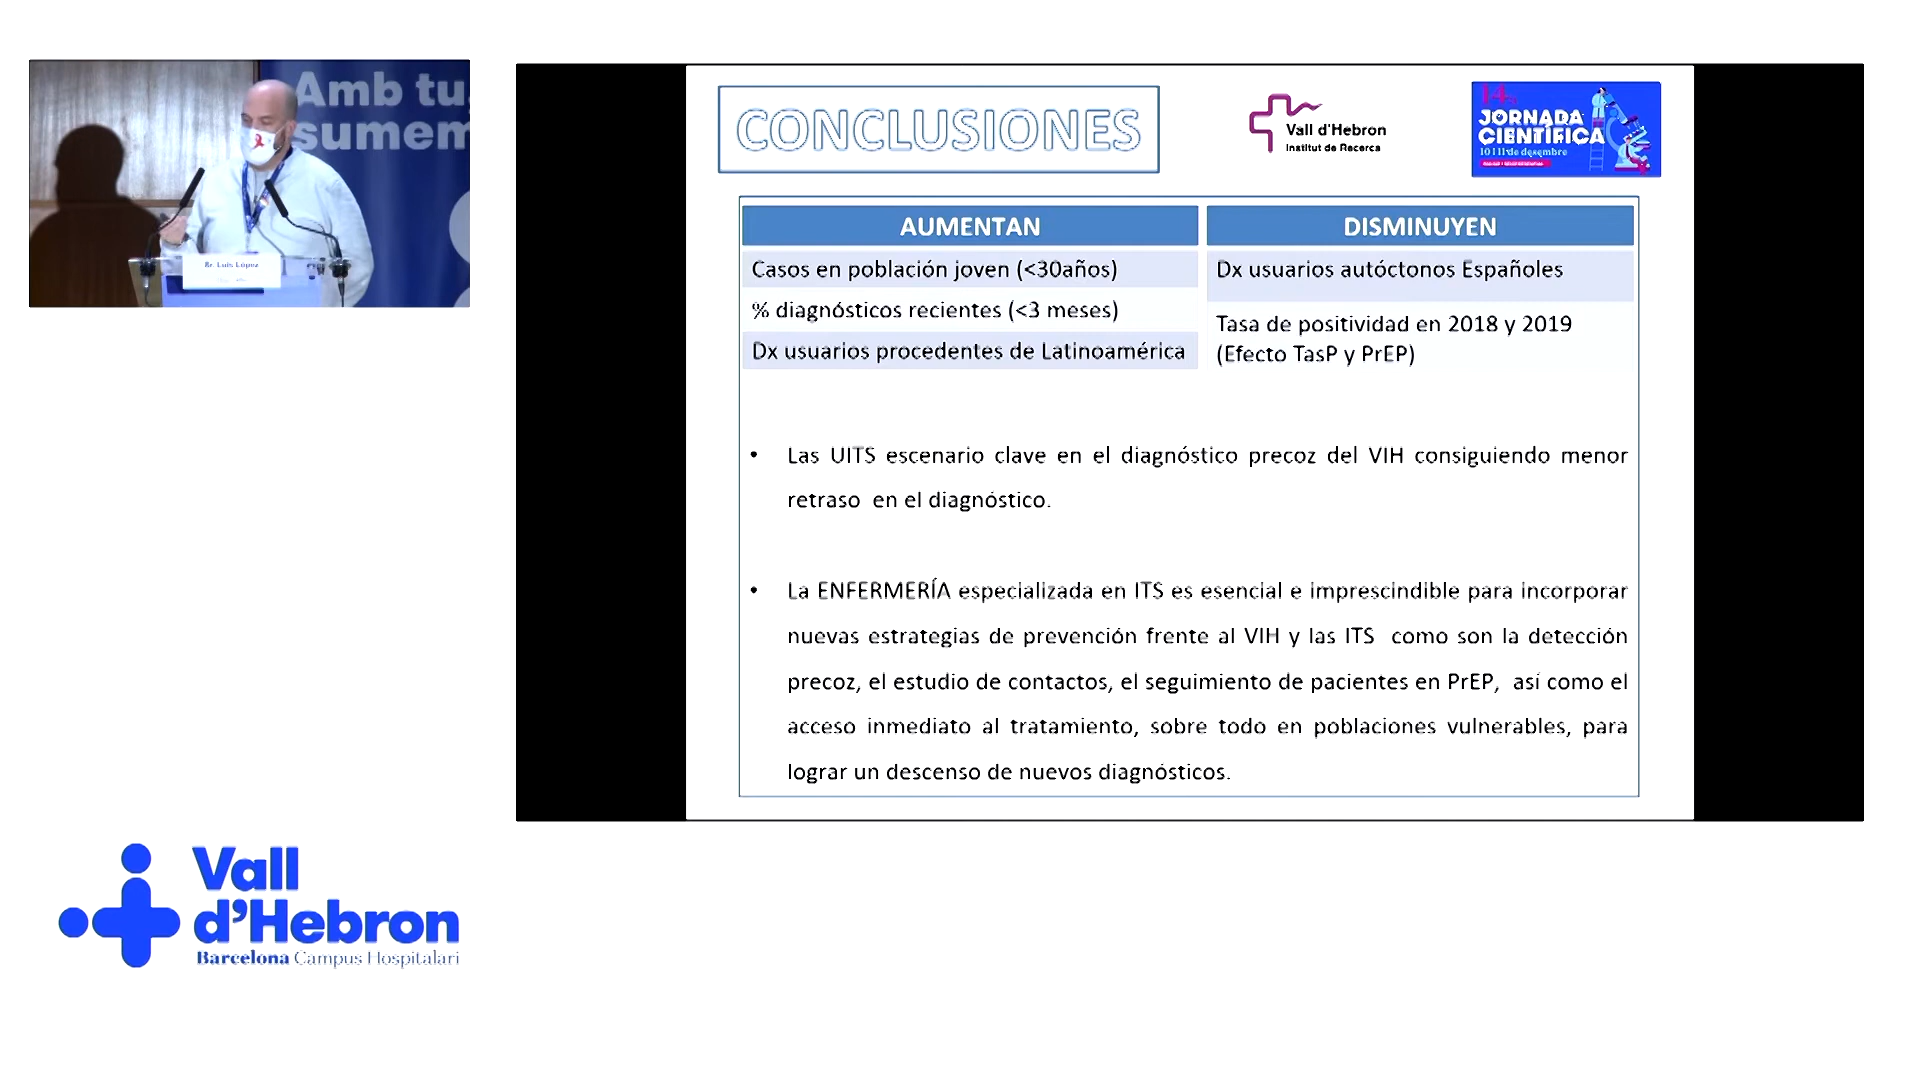 Amb tu,
sumem
Luis López
CONCLUSIONES
Vall d'Hebron
Institut de Recerca
14a
JORNADA
CIENTÍFICA
10 i 11 de desembre
AUMENTAN
DISMINUYEN
Casos en población joven (<30años)
% diagnósticos recientes (<3 meses)
Dx usuarios procedentes de Latinoamérica
Dx usuarios autóctonos Españoles
Tasa de positividad en 2018 y 2019
(Efecto TasP y PrEP)
• Las UITS escenario clave en el diagnóstico precoz del VIH consiguiendo menor
retraso en el diagnóstico.
• La ENFERMERÍA especializada en ITS es esencial e imprescindible para incorporar
nuevas estrategias de prevención frente al VIH y las ITS como son la detección
precoz, el estudio de contactos, el seguimiento de pacientes en PrEP, así como el
acceso inmediato al tratamiento, sobre todo en poblaciones vulnerables, para
lograr un descenso de nuevos diagnósticos.
Vall
d'Hebron
Barcelona Campus Hospitalari